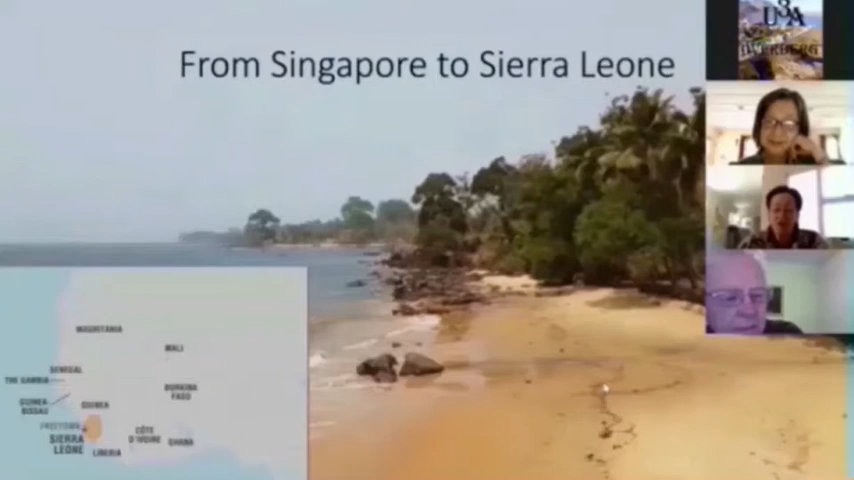 From Singapore to Sierra Leone
U3A
MAURITANIA
MALI
SENEGAL
THE GAMBIA
BURKINA
FASO
GUINEA
BISSAU
GUINEA
FREETOWN
SIERRA
LEONE
CÔTE
D'IVOIRE
GHANA
LIBERIA